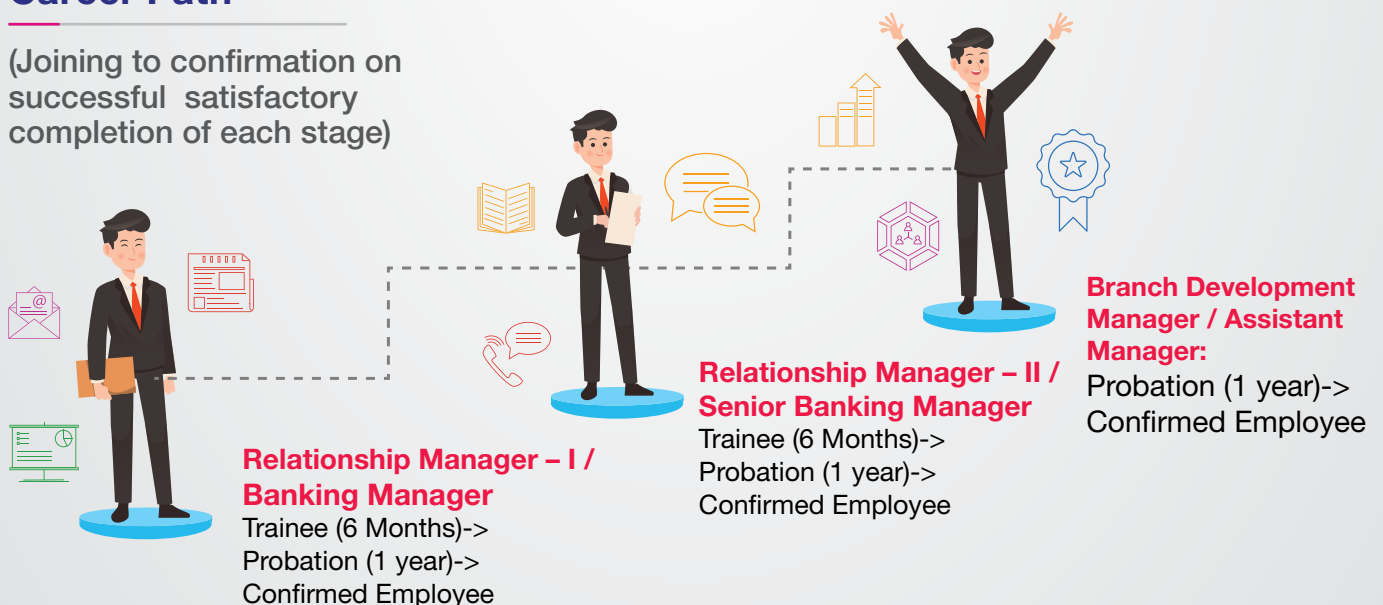 Career Path
(Joining to confirmation on
successful satisfactory
completion of each stage)
@
Relationship Manager – I /
Banking Manager
Trainee (6 Months)->
Probation (1 year)->
Confirmed Employee
Relationship Manager – II /
Senior Banking Manager
Trainee (6 Months)->
Probation (1 year)->
Confirmed Employee
Branch Development
Manager / Assistant
Manager:
Probation (1 year)->
Confirmed Employee